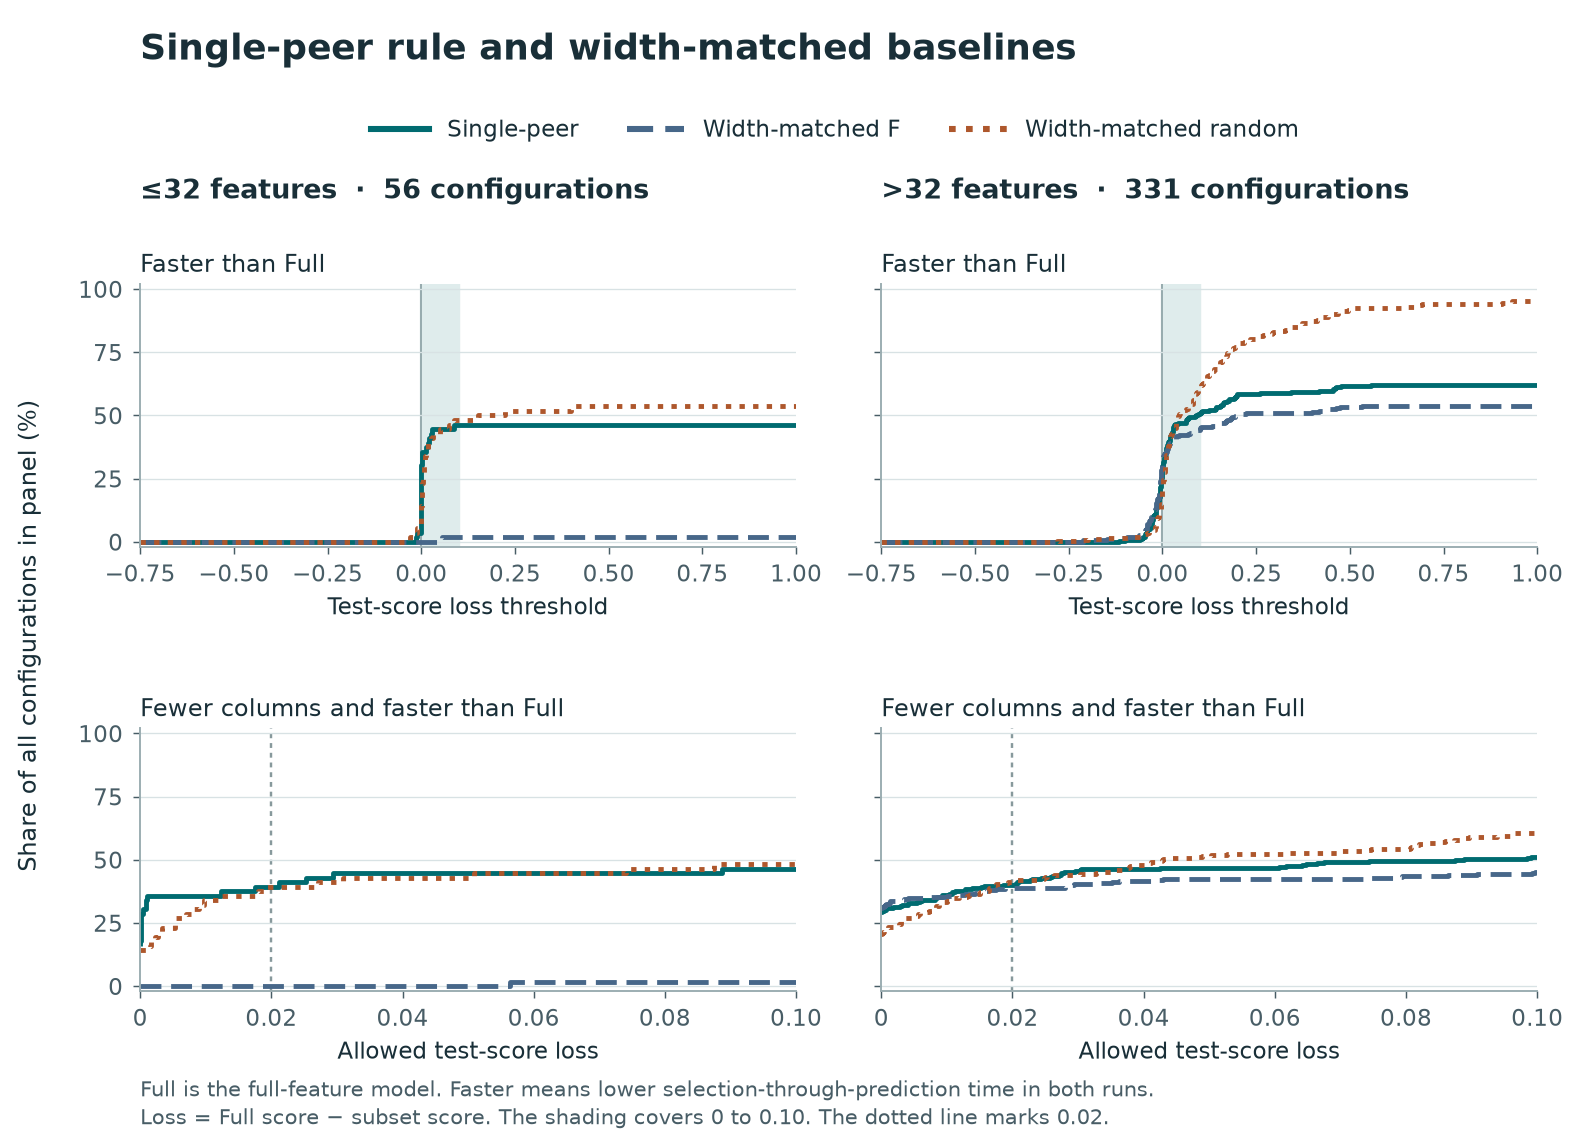 Single-peer rule and width-matched baselines
Single-peer
Width-matched F
Width-matched random
≤32 features · 56 configurations
>32 features · 331 configurations
Share of all configurations in panel (%)
Faster than Full
100
75
50
25
0
−0.75 −0.50 −0.25 0.00 0.25 0.50 0.75 1.00
Test-score loss threshold
Faster than Full
−0.75 −0.50 −0.25 0.00 0.25 0.50 0.75 1.00
Test-score loss threshold
Fewer columns and faster than Full
100
75
50
25
0
0 0.02 0.04 0.06 0.08 0.10
Allowed test-score loss
Fewer columns and faster than Full
0 0.02 0.04 0.06 0.08 0.10
Allowed test-score loss
Full is the full-feature model. Faster means lower selection-through-prediction time in both runs.
Loss = Full score − subset score. The shading covers 0 to 0.10. The dotted line marks 0.02.